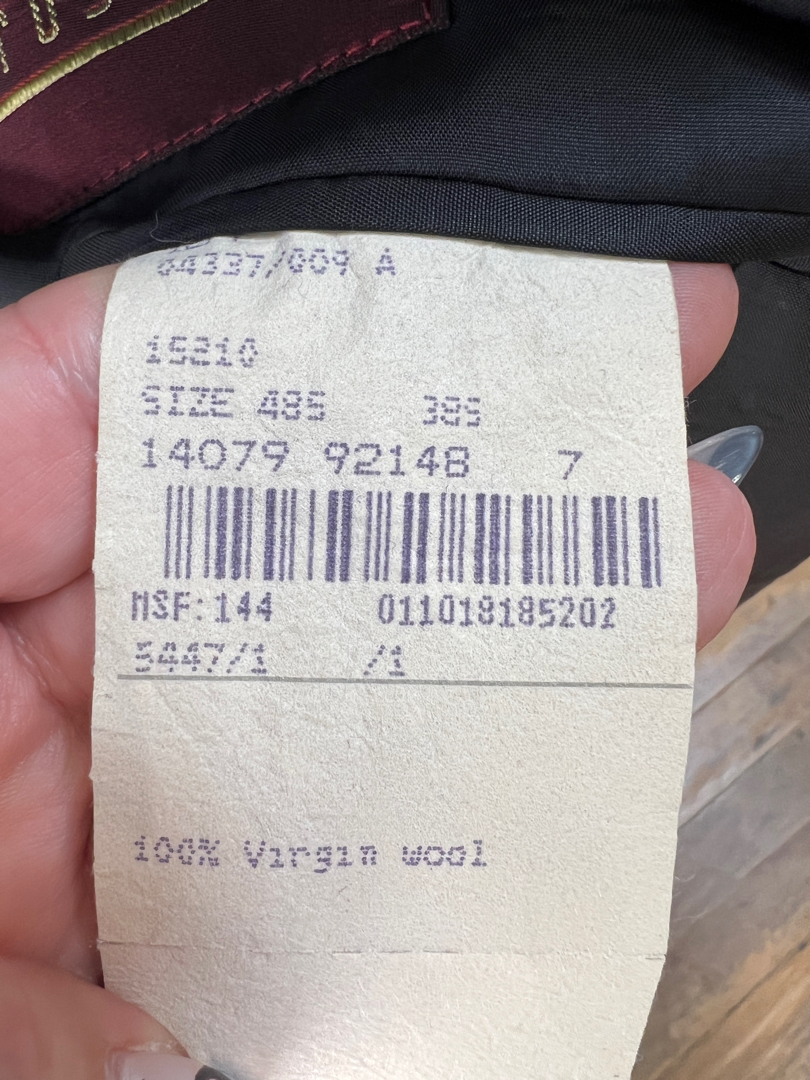 04337/009 A
15210
SIZE 48S 38S
14079 92148 7
MSF:144 011018185202
5447/1 /1
100% Virgin wool